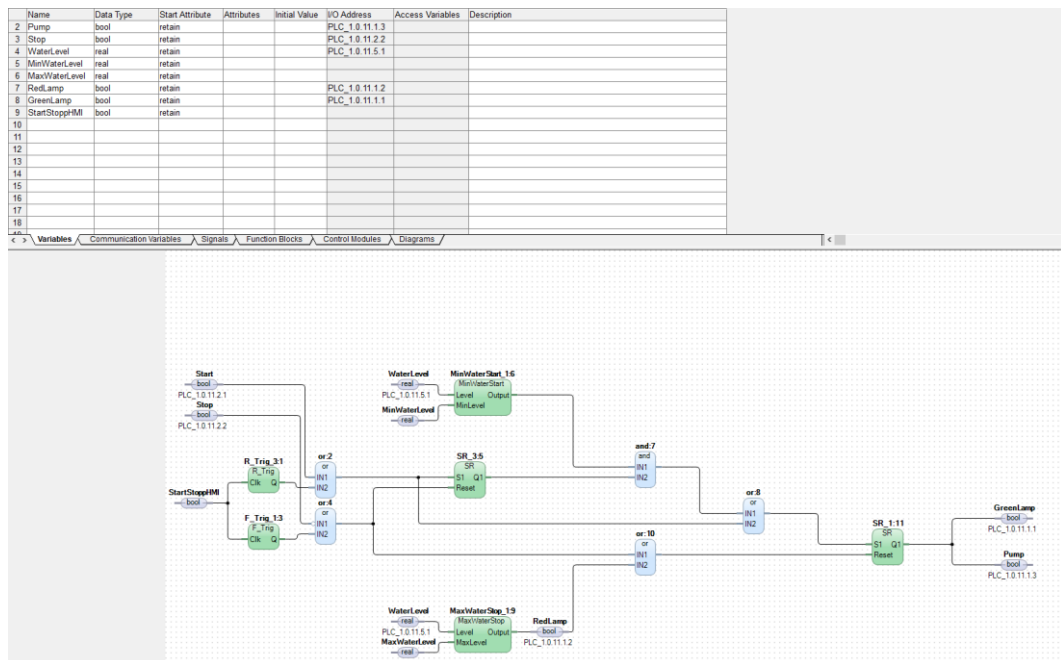 Name Data Type Start Attribute Attributes Initial Value I/O Address Access Variables Description
2 Pump bool retain PLC_1.0.11.1.3
3 Stop bool retain PLC_1.0.11.2.2
4 WaterLevel real retain PLC_1.0.11.5.1
5 MinWaterLevel real retain
6 MaxWaterLevel real retain
7 RedLamp bool retain PLC_1.0.11.1.2
8 GreenLamp bool retain PLC_1.0.11.1.1
9 StartStoppHMI bool retain
10
11
12
13
14
15
16
17
18
Variables Communication Variables Signals Function Blocks Control Modules Diagrams
Start
bool
PLC_1.0.11.2.1
Stop
bool
PLC_1.0.11.2.2
WaterLevel
real
PLC_1.0.11.5.1
MinWaterLevel
real
MinWaterStart_1:6
MinWaterStart
Level Output
MinLevel
StartStoppHMI
bool
R_Trig_3:1
R_Trig
Clk Q
F_Trig_1:3
F_Trig
Clk Q
or:2
or
IN1
IN2
or:4
or
IN1
IN2
SR_3:5
SR
S1 Q1
Reset
and:7
and
IN1
IN2
or:8
or
IN1
IN2
or:10
or
IN1
IN2
SR_1:11
SR
S1 Q1
Reset
GreenLamp
bool
PLC_1.0.11.1.1
Pump
bool
PLC_1.0.11.1.3
WaterLevel
real
PLC_1.0.11.5.1
MaxWaterLevel
real
MaxWaterStop_1:9
MaxWaterStop
Level Output
MaxLevel
RedLamp
bool
PLC_1.0.11.1.2